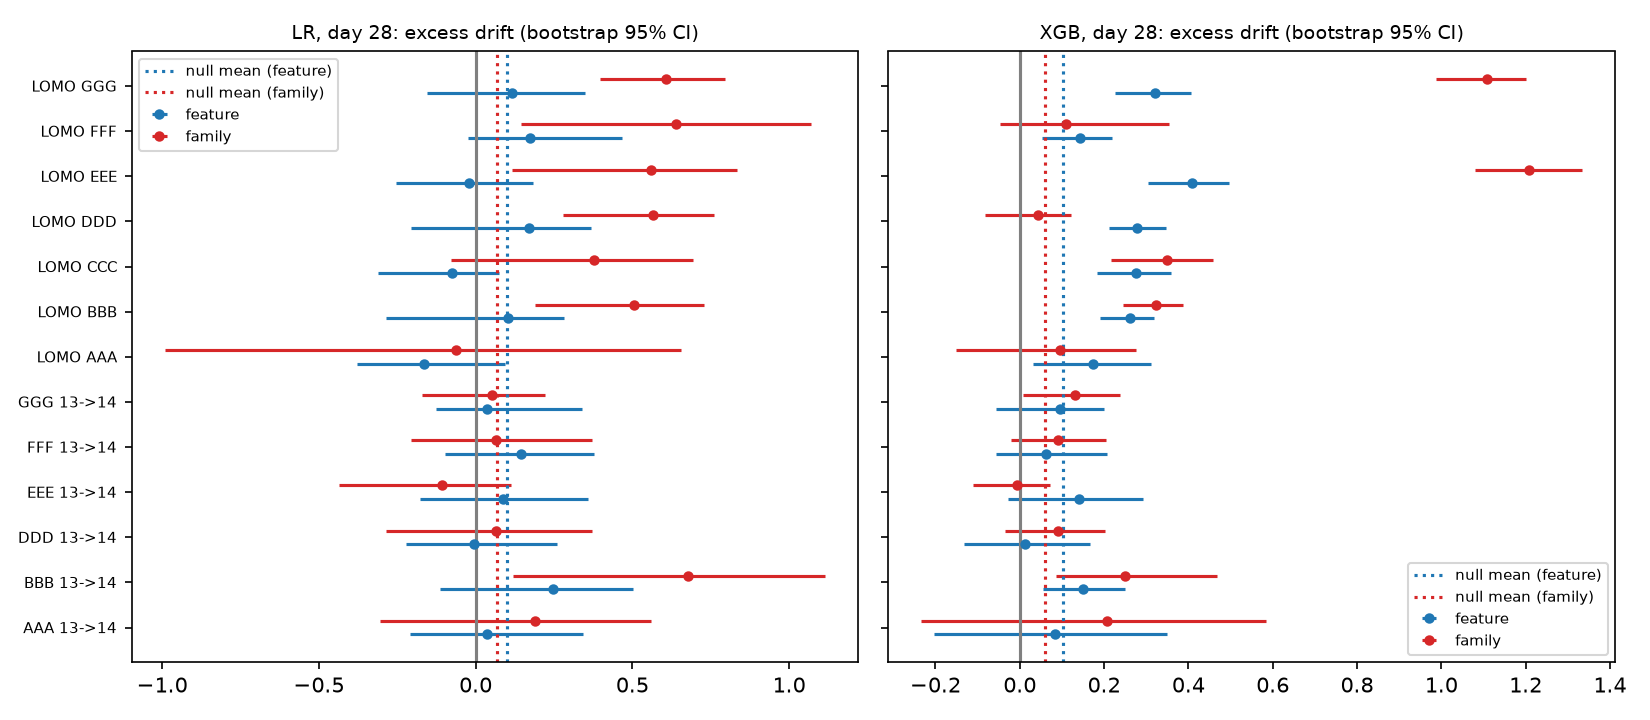 LR, day 28: excess drift (bootstrap 95% CI)
null mean (feature)
null mean (family)
feature
family
LOMO GGG
LOMO FFF
LOMO EEE
LOMO DDD
LOMO CCC
LOMO BBB
LOMO AAA
GGG 13->14
FFF 13->14
EEE 13->14
DDD 13->14
BBB 13->14
AAA 13->14
−1.0 −0.5 0.0 0.5 1.0
XGB, day 28: excess drift (bootstrap 95% CI)
null mean (feature)
null mean (family)
feature
family
−0.2 0.0 0.2 0.4 0.6 0.8 1.0 1.2 1.4